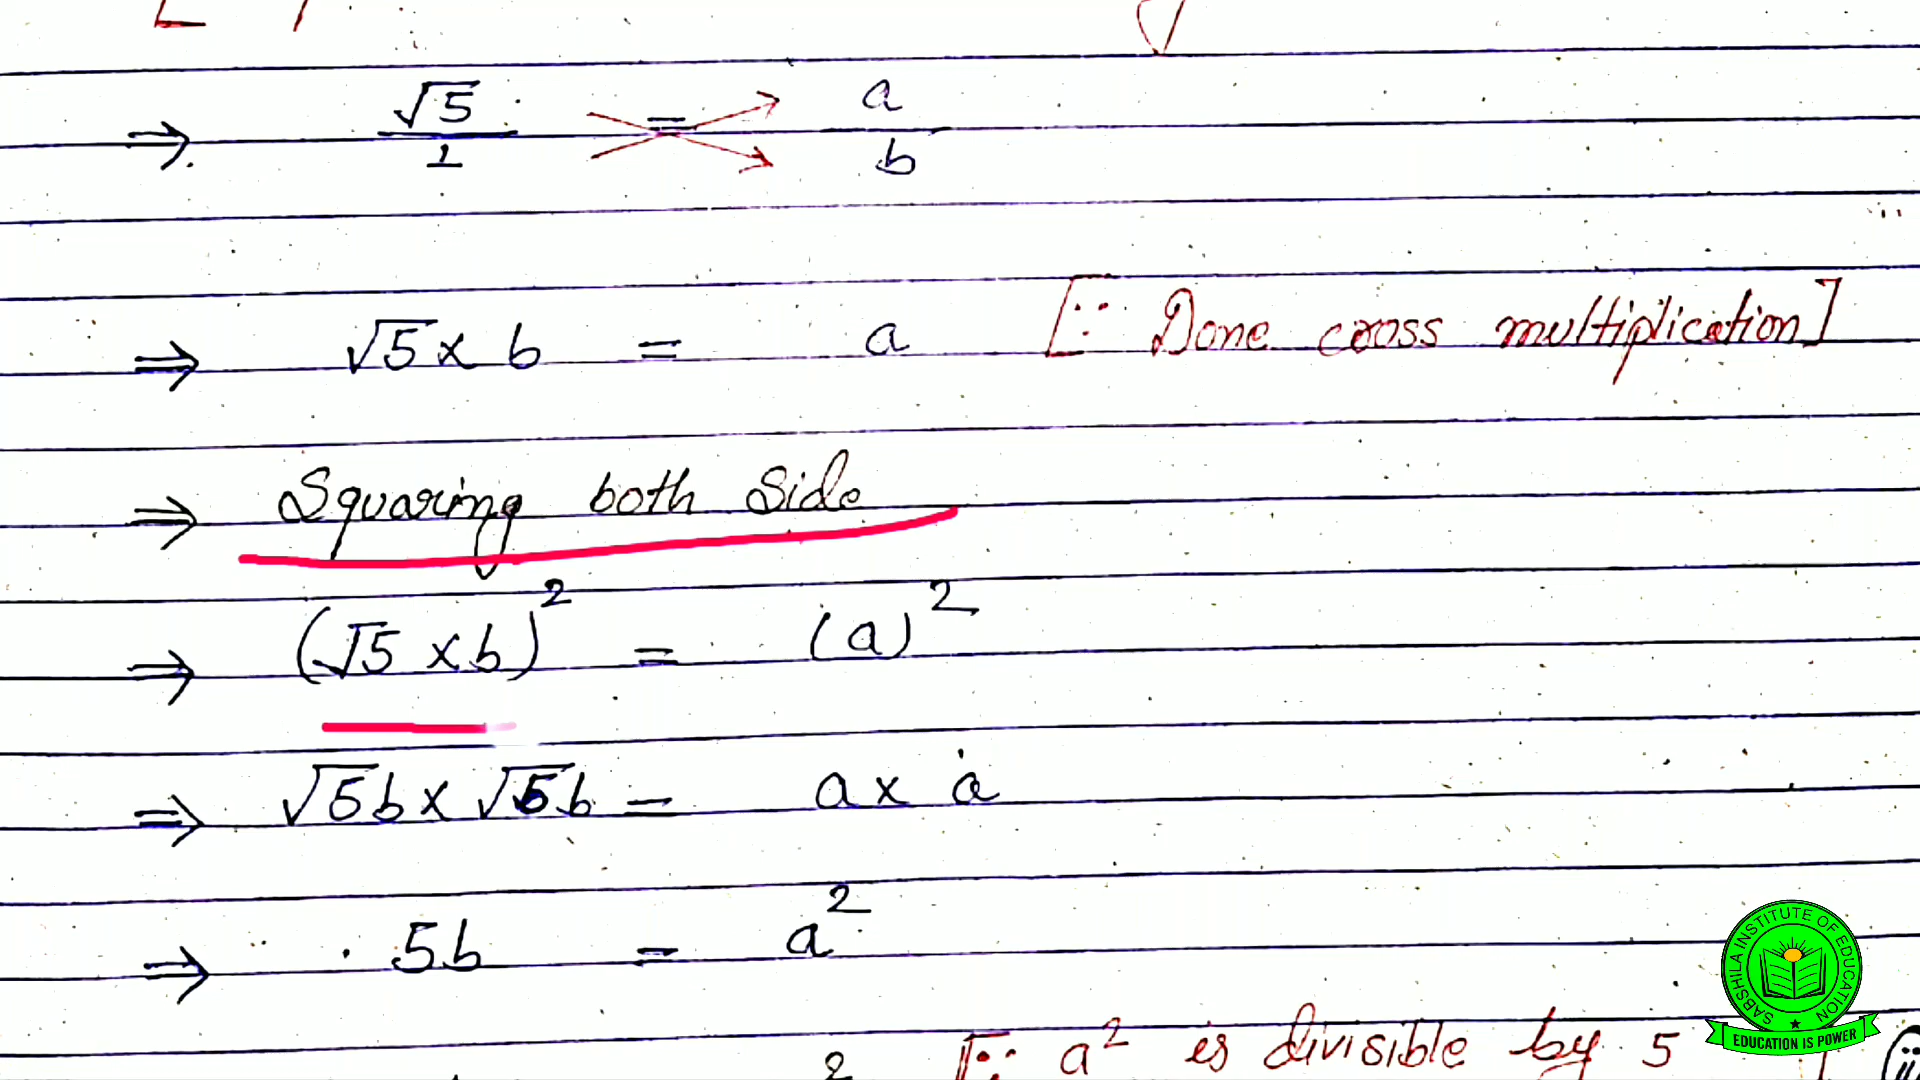 ⇒ √5/1 = a/b
⇒ √5 × b = a [∵ Done cross multiplication]
⇒ Squaring both Side
⇒ (√5 × b)² = (a)²
⇒ √5b × √5b = a × a
⇒ 5b = a²
2 [∵ a² is divisible by 5
SABSHILA INSTITUTE OF EDUCATION
EDUCATION IS POWER